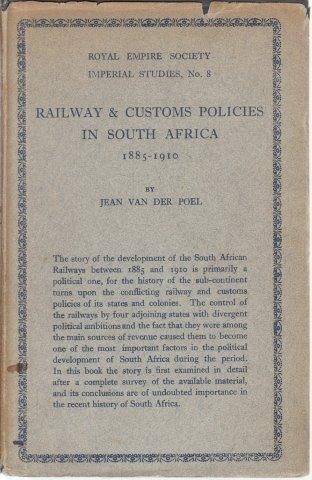 ROYAL EMPIRE SOCIETY
IMPERIAL STUDIES, No. 8
RAILWAY & CUSTOMS POLICIES
IN SOUTH AFRICA
1885-1910
BY
JEAN VAN DER POEL
The story of the development of the South African
Railways between 1885 and 1910 is primarily a
political one, for the history of the sub-continent
turns upon the conflicting railway and customs
policies of its states and colonies. The control of
the railways by four adjoining states with divergent
political ambitions and the fact that they were among
the main sources of revenue caused them to become
one of the most important factors in the political
development of South Africa during the period.
In this book the story is first examined in detail
after a complete survey of the available material,
and its conclusions are of undoubted importance in
the recent history of South Africa.